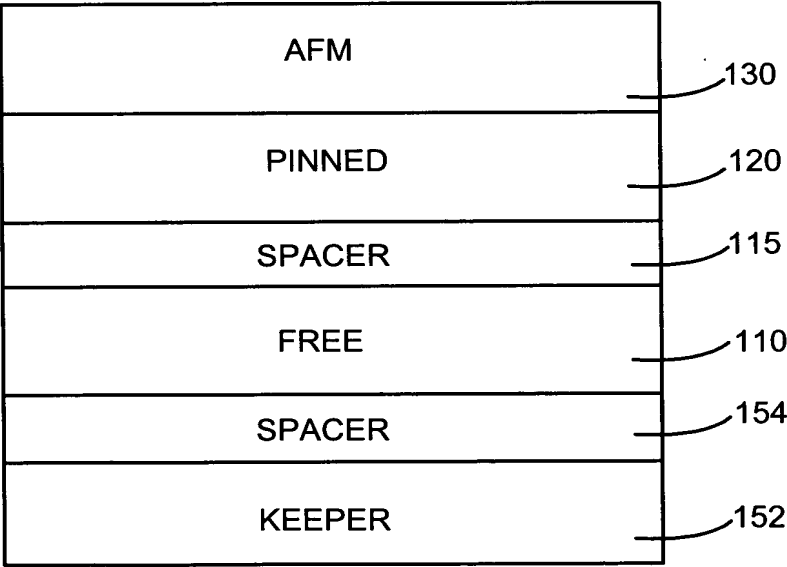 AFM
130
PINNED
120
SPACER
115
FREE
110
SPACER
154
KEEPER
152